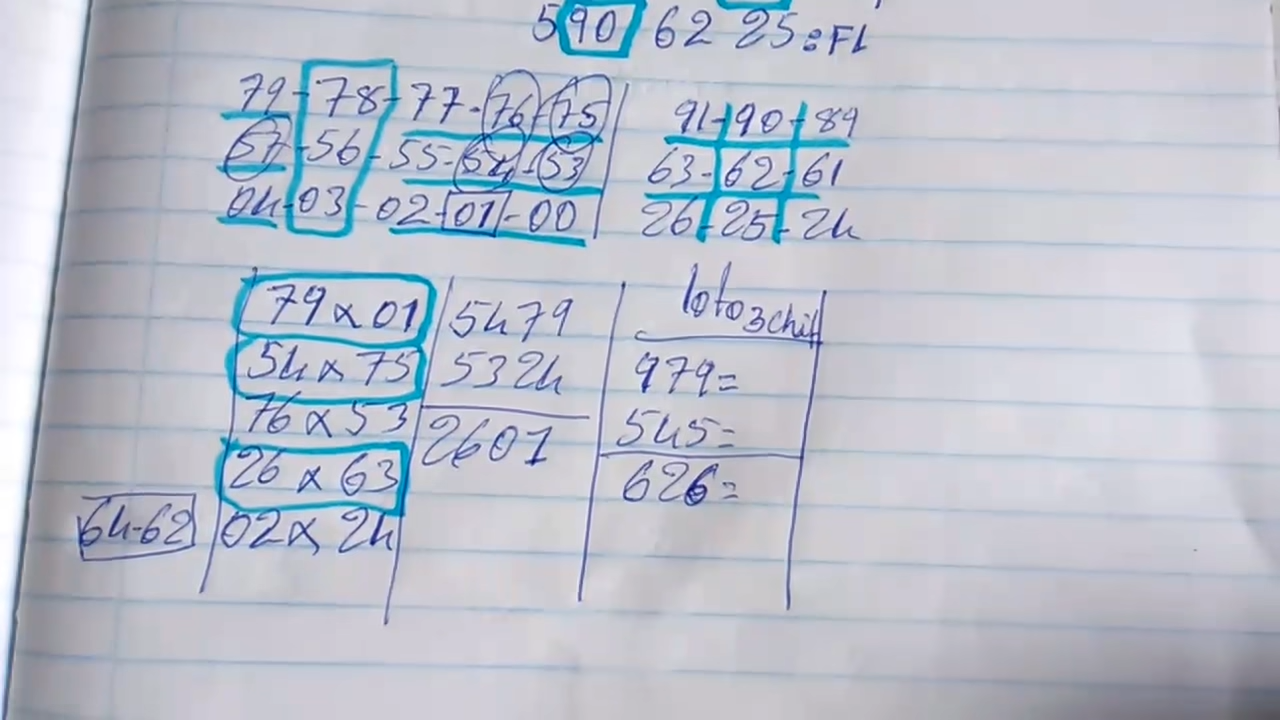 590 62 25: FL
79-78-77-76-75 91-90-89
57-56-55-54-53 63-62-61
04-03-02-01-00 26-25-24
79x01 5479 loto 3chif
54x75 5324 979=
76x53 2601 545=
26x63 626=
64-62 02x24